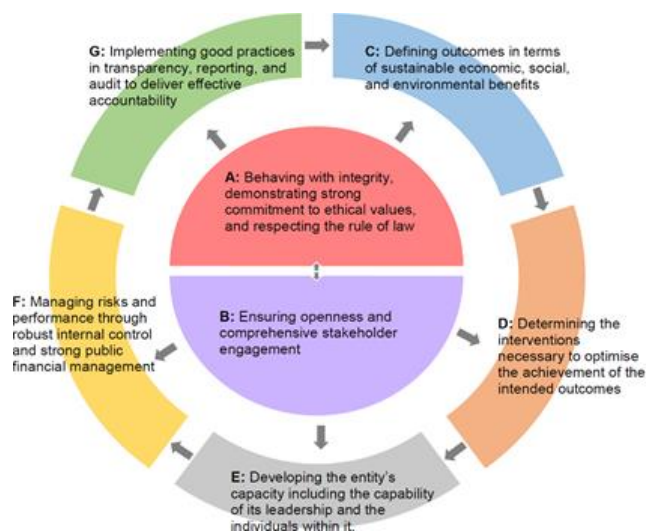 G: Implementing good practices
in transparency, reporting, and
audit to deliver effective
accountability
C: Defining outcomes in terms
of sustainable economic, social,
and environmental benefits
A: Behaving with integrity,
demonstrating strong
commitment to ethical values,
and respecting the rule of law
B: Ensuring openness and
comprehensive stakeholder
engagement
F: Managing risks and
performance through
robust internal control
and strong public
financial management
D: Determining the
interventions
necessary to optimise
the achievement of the
intended outcomes
E: Developing the entity's
capacity including the capability
of its leadership and the
individuals within it.